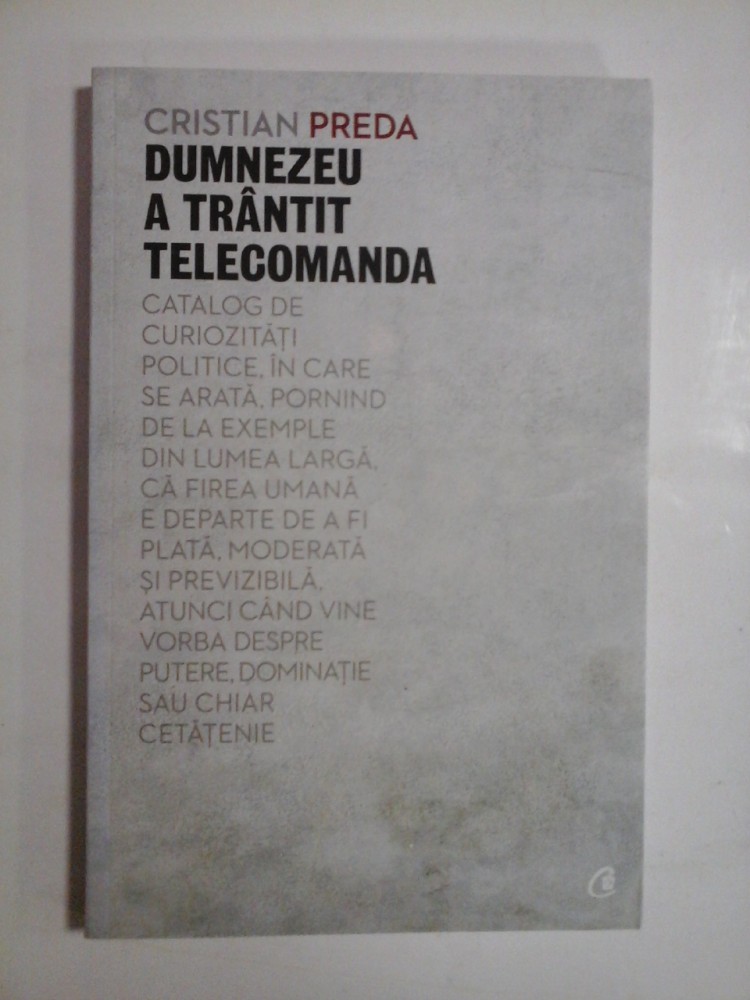 CRISTIAN PREDA
DUMNEZEU
A TRÂNTIT
TELECOMANDA
CATALOG DE
CURIOZITĂȚI
POLITICE, ÎN CARE
SE ARATĂ, PORNIND
DE LA EXEMPLE
DIN LUMEA LARGĂ,
CĂ FIREA UMANĂ
E DEPARTE DE A FI
PLATĂ, MODERATĂ
ȘI PREVIZIBILĂ,
ATUNCI CÂND VINE
VORBA DESPRE
PUTERE, DOMINAȚIE
SAU CHIAR
CETĂȚENIE